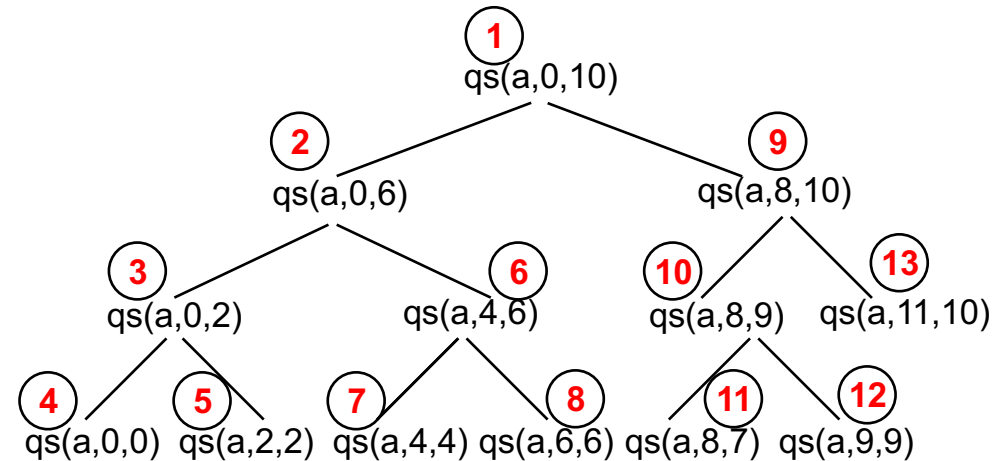 1
qs(a,0,10)
2
9
qs(a,0,6)
qs(a,8,10)
3
6
10
13
qs(a,0,2)
qs(a,4,6)
qs(a,8,9)
qs(a,11,10)
4
5
7
8
11
12
qs(a,0,0)
qs(a,2,2)
qs(a,4,4)
qs(a,6,6)
qs(a,8,7)
qs(a,9,9)